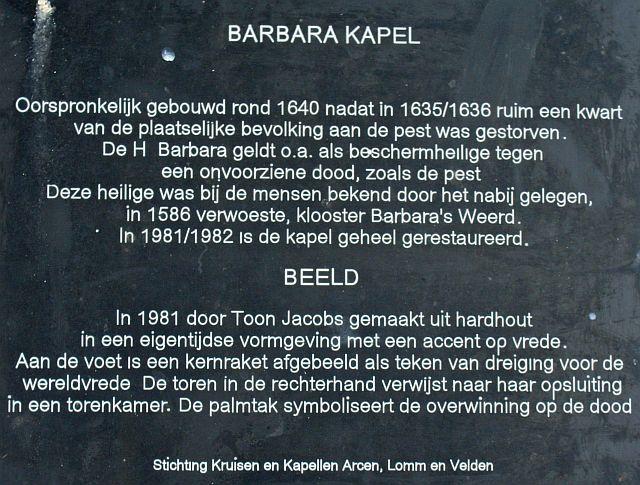 BARBARA KAPEL
Oorspronkelijk gebouwd rond 1640 nadat in 1635/1636 ruim een kwart
van de plaatselijke bevolking aan de pest was gestorven.
De H Barbara geldt o.a. als beschermheilige tegen
een onvoorziene dood, zoals de pest
Deze heilige was bij de mensen bekend door het nabij gelegen,
in 1586 verwoeste, klooster Barbara's Weerd.
In 1981/1982 is de kapel geheel gerestaureerd.
BEELD
In 1981 door Toon Jacobs gemaakt uit hardhout
in een eigentijdse vormgeving met een accent op vrede.
Aan de voet is een kernraket afgebeeld als teken van dreiging voor de
wereldvrede De toren in de rechterhand verwijst naar haar opsluiting
in een torenkamer. De palmtak symboliseert de overwinning op de dood
Stichting Kruisen en Kapellen Arcen, Lomm en Velden